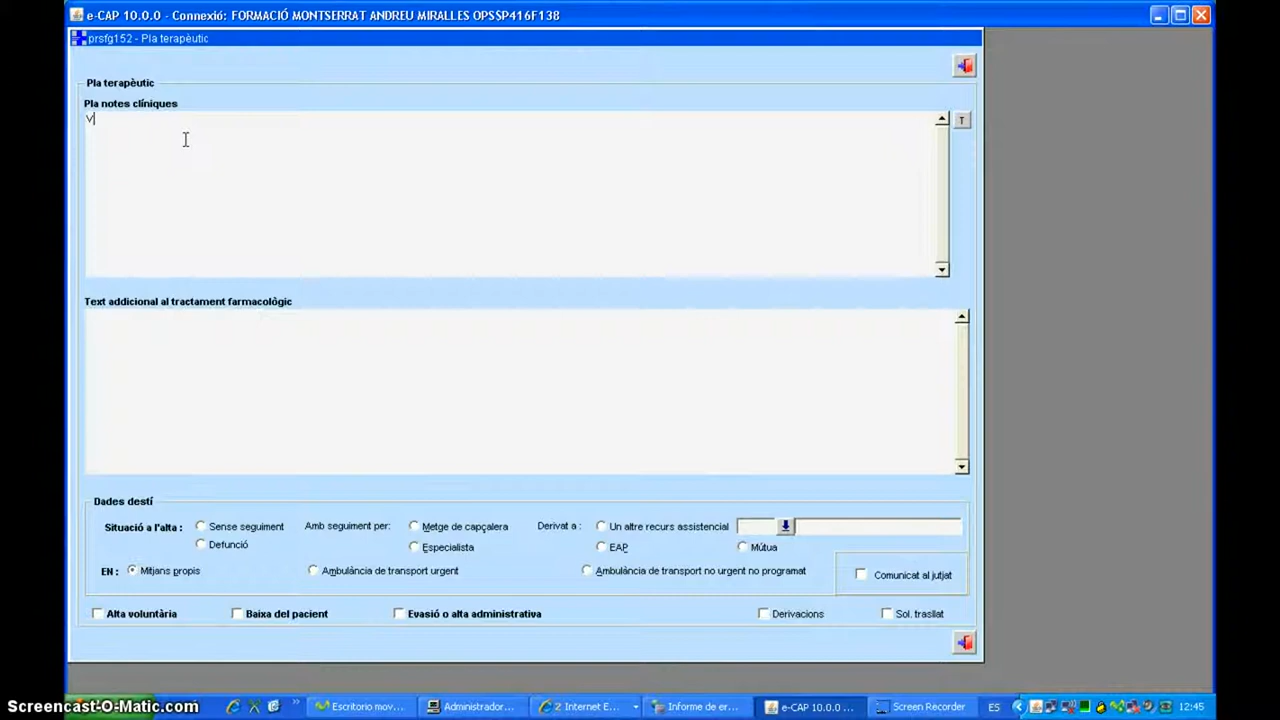 e-CAP 10.0.0 - Connexió: FORMACIÓ MONTSERRAT ANDREU MIRALLES OPS$P416F138
prsfg152 - Pla terapèutic
Pla terapèutic
Pla notes clíniques
v
T
Text addicional al tractament farmacològic
Dades destí
Situació a l'alta : Sense seguiment Amb seguiment per: Metge de capçalera Derivat a : Un altre recurs assistencial
Defunció Especialista EAP Mútua
EN : Mitjans propis Ambulància de transport urgent Ambulància de transport no urgent no programat Comunicat al jutjat
Alta voluntària Baixa del pacient Evasió o alta administrativa Derivacions Sol. trasllat
Screencast-O-Matic.com Escritorio mov... Administrador... 2 Internet E... Informe de er... e-CAP 10.0.0 ... Screen Recorder ES 12:45